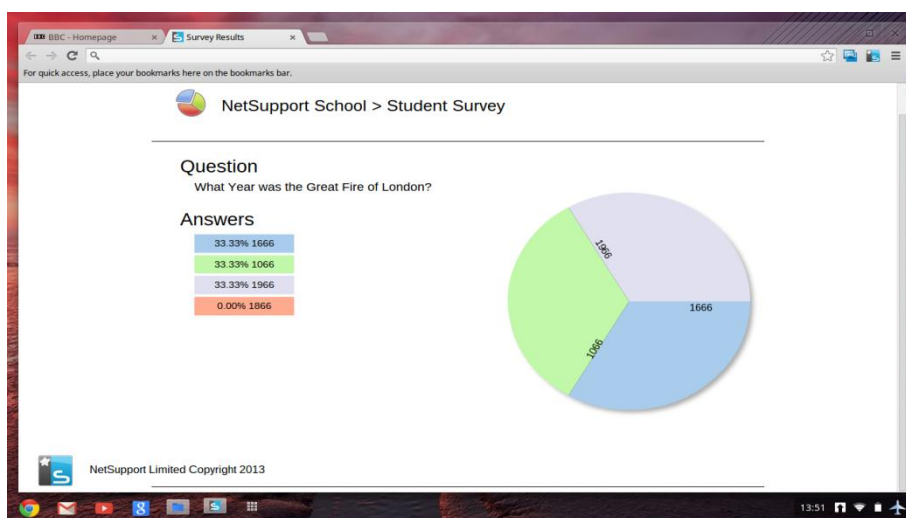 BBC - Homepage
Survey Results
For quick access, place your bookmarks here on the bookmarks bar.
NetSupport School > Student Survey
Question
What Year was the Great Fire of London?
Answers
33.33% 1666
33.33% 1066
33.33% 1966
0.00% 1866
1966
1666
1066
NetSupport Limited Copyright 2013
13:51